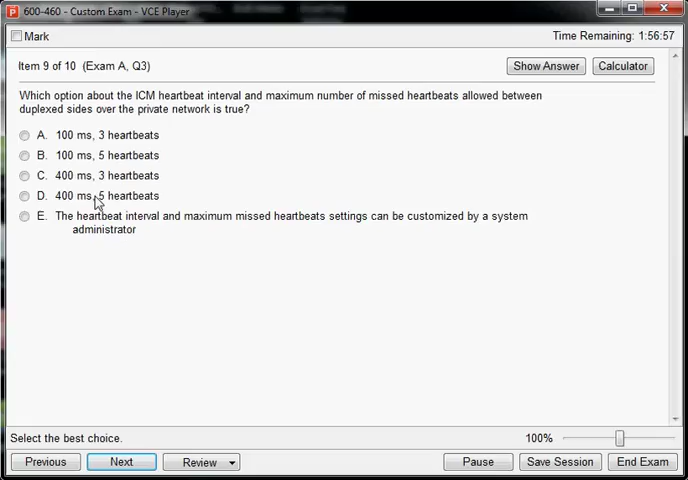 600-460 - Custom Exam - VCE Player
Mark
Time Remaining: 1:56:57
Item 9 of 10 (Exam A, Q3)
Show Answer
Calculator
Which option about the ICM heartbeat interval and maximum number of missed heartbeats allowed between
duplexed sides over the private network is true?
A. 100 ms, 3 heartbeats
B. 100 ms, 5 heartbeats
C. 400 ms, 3 heartbeats
D. 400 ms, 5 heartbeats
E. The heartbeat interval and maximum missed heartbeats settings can be customized by a system
administrator
Select the best choice.
100%
Previous
Next
Review
Pause
Save Session
End Exam